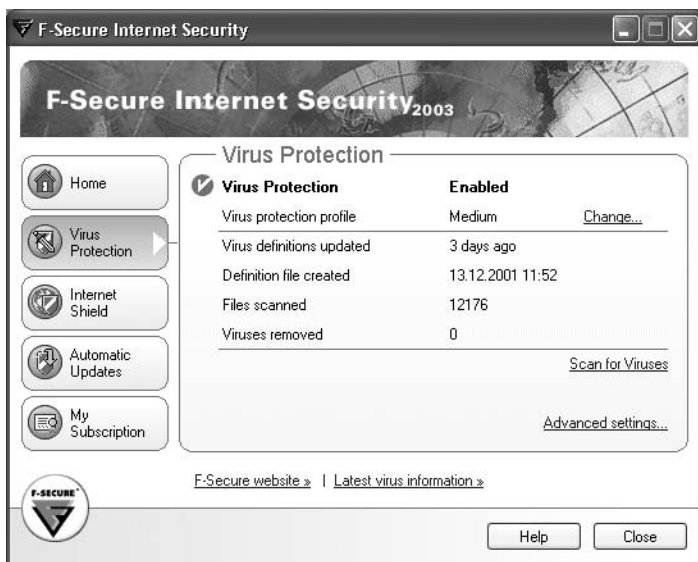 F-Secure Internet Security
F-Secure Internet Security 2003
Home
Virus
Protection
Internet
Shield
Automatic
Updates
My
Subscription
Virus Protection
Virus Protection Enabled
Virus protection profile Medium Change...
Virus definitions updated 3 days ago
Definition file created 13.12.2001 11:52
Files scanned 12176
Viruses removed 0
Scan for Viruses
Advanced settings...
F-Secure website » | Latest virus information »
F-SECURE®
Help Close